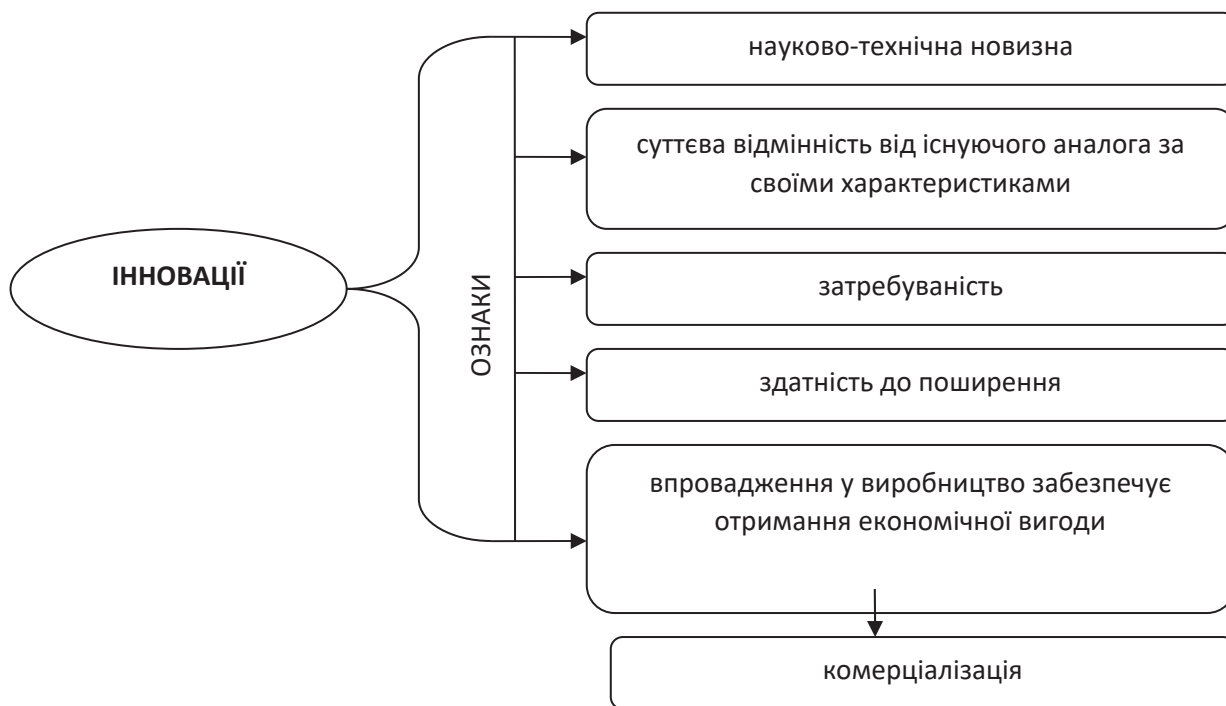 науково-технічна новизна
суттєва відмінність від існуючого аналога за
своїми характеристиками
ІННОВАЦІЇ
ОЗНАКИ
затребуваність
здатність до поширення
впровадження у виробництво забезпечує
отримання економічної вигоди
комерціалізація